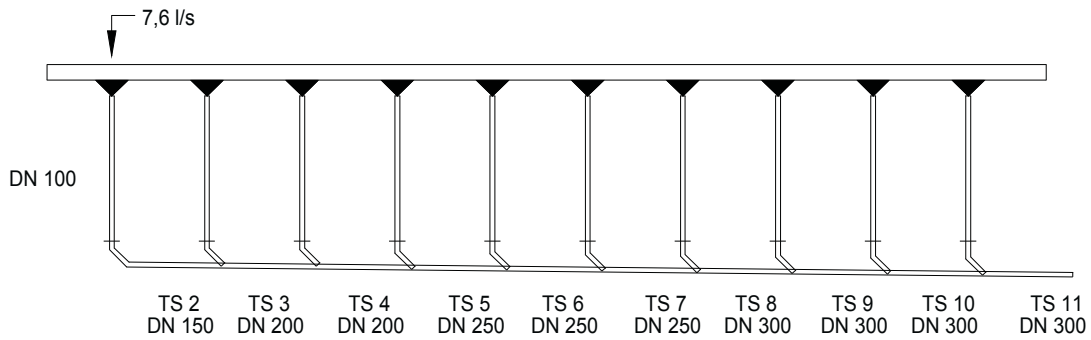 7,6 l/s
DN 100
TS 2 TS 3 TS 4 TS 5 TS 6 TS 7 TS 8 TS 9 TS 10 TS 11
DN 150 DN 200 DN 200 DN 250 DN 250 DN 250 DN 300 DN 300 DN 300 DN 300